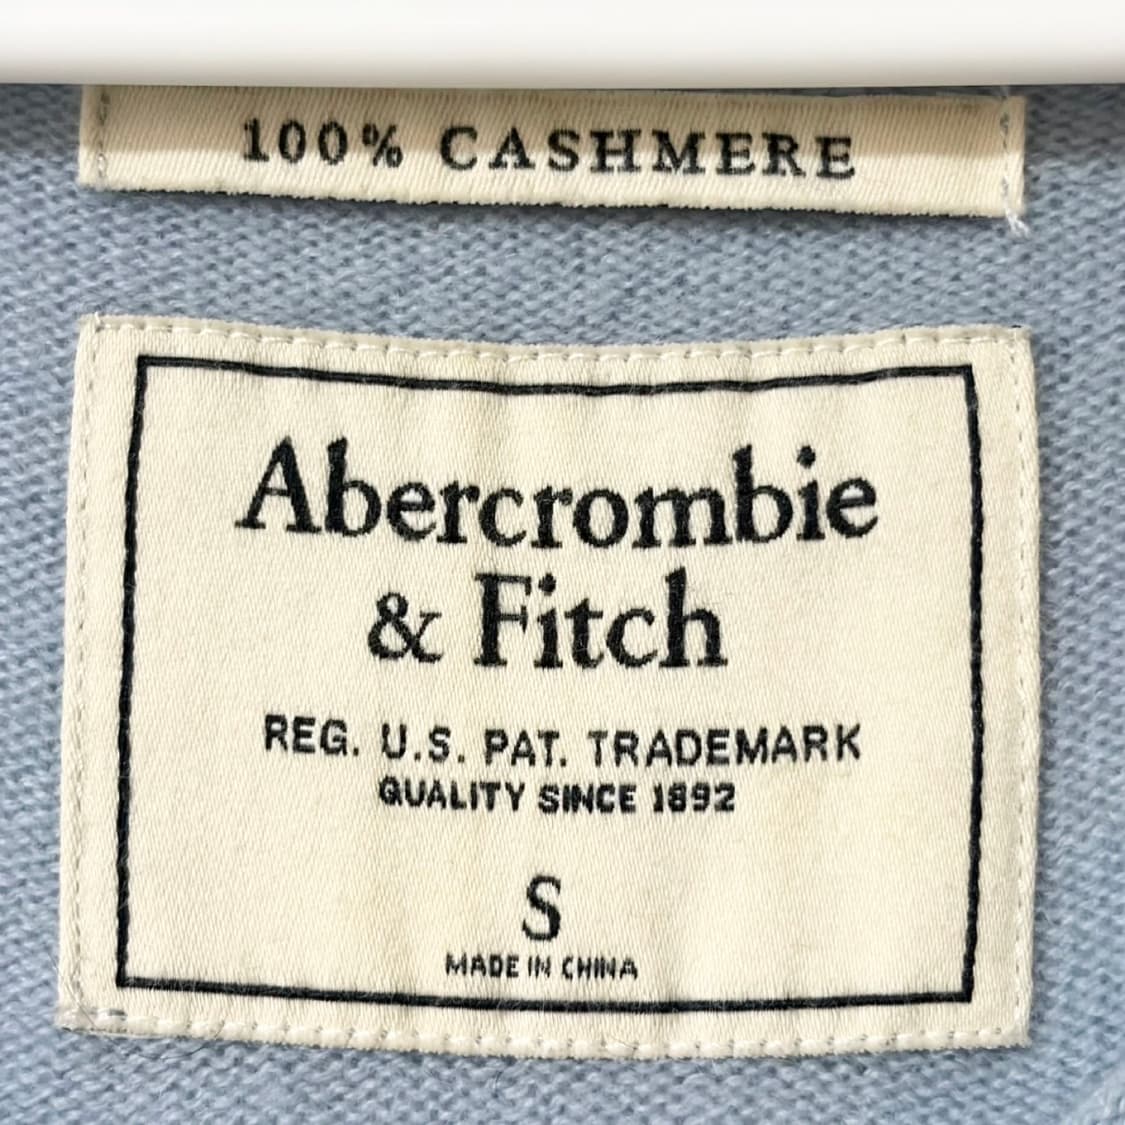 100% CASHMERE
Abercrombie
& Fitch
REG. U.S. PAT. TRADEMARK
QUALITY SINCE 1892
S
MADE IN CHINA